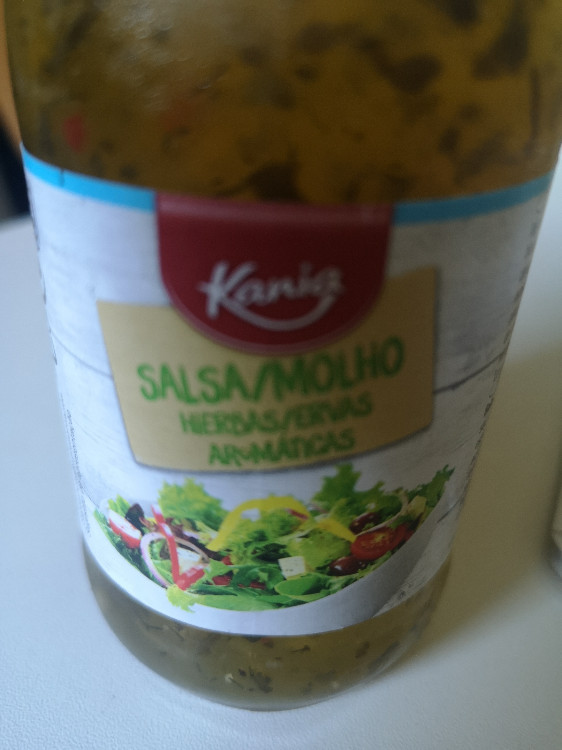 Kania
SALSA/MOLHO
HIERBAS/ERVAS
AROMÁTICAS